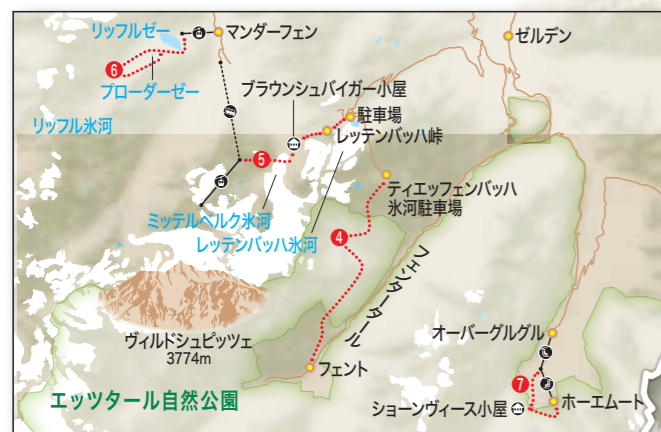 リッフルゼー
マンダーフェン
ゼルデン
6
プローダーゼー
ブラウンシュバイガー小屋
駐車場
リッフル氷河
レッテンバッハ峠
5
ティエッフェンバッハ
氷河駐車場
ミッテルベルク氷河
レッテンバッハ氷河
4
フェンタータール
ヴィルドシュピッツェ
3774m
オーバーグルグル
フェント
7
エッツタール自然公園
ショーンヴィース小屋
ホーエムート